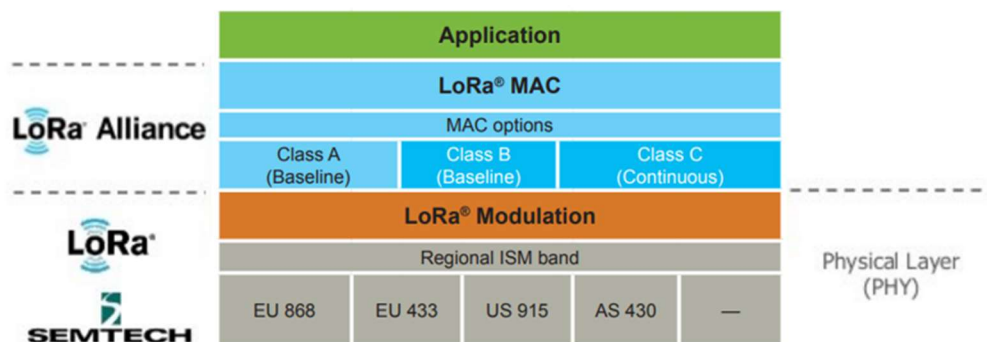 Application
LoRa® MAC
MAC options
Class A
(Baseline)
Class B
(Baseline)
Class C
(Continuous)
LoRa® Modulation
Regional ISM band
EU 868
EU 433
US 915
AS 430
—
LoRa Alliance
LoRa
SEMTECH
Physical Layer
(PHY)